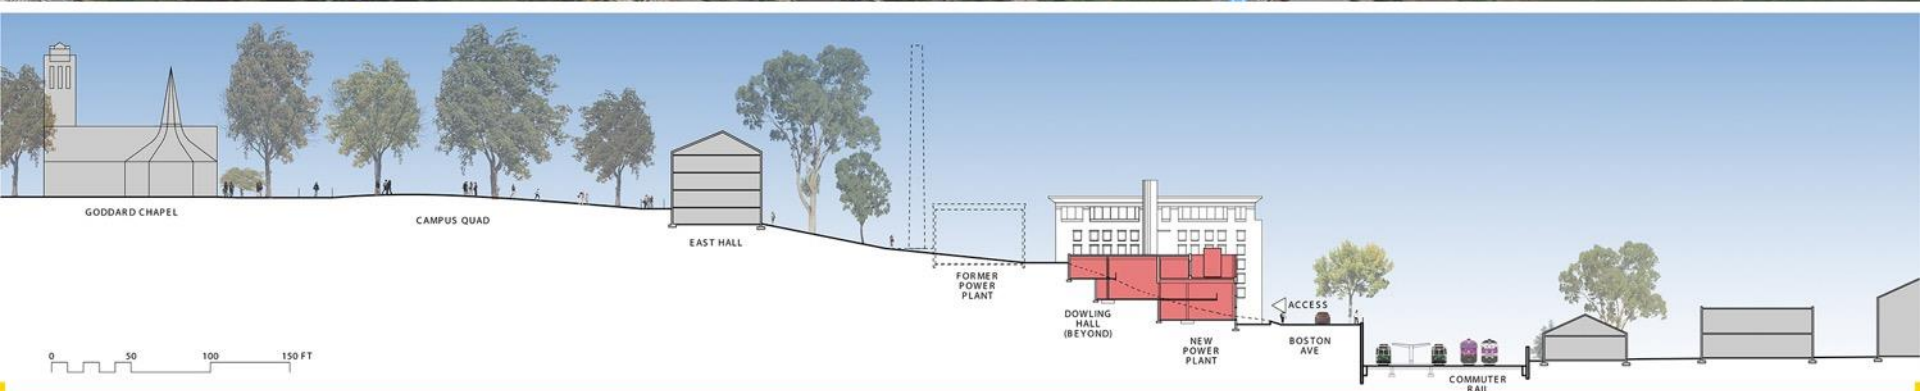 GODDARD CHAPEL
CAMPUS QUAD
EAST HALL
FORMER
POWER
PLANT
DOWLING
HALL
(BEYOND)
NEW
POWER
PLANT
ACCESS
BOSTON
AVE
COMMUTER
RAIL
0 50 100 150 FT